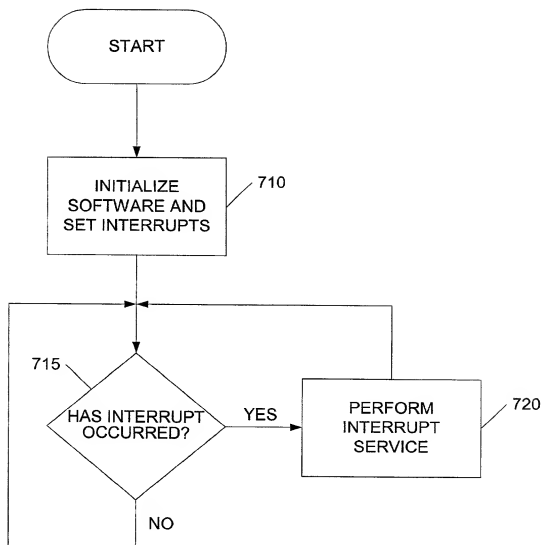 START
INITIALIZE
SOFTWARE AND
SET INTERRUPTS
710
715
HAS INTERRUPT
OCCURRED?
YES
PERFORM
INTERRUPT
SERVICE
720
NO